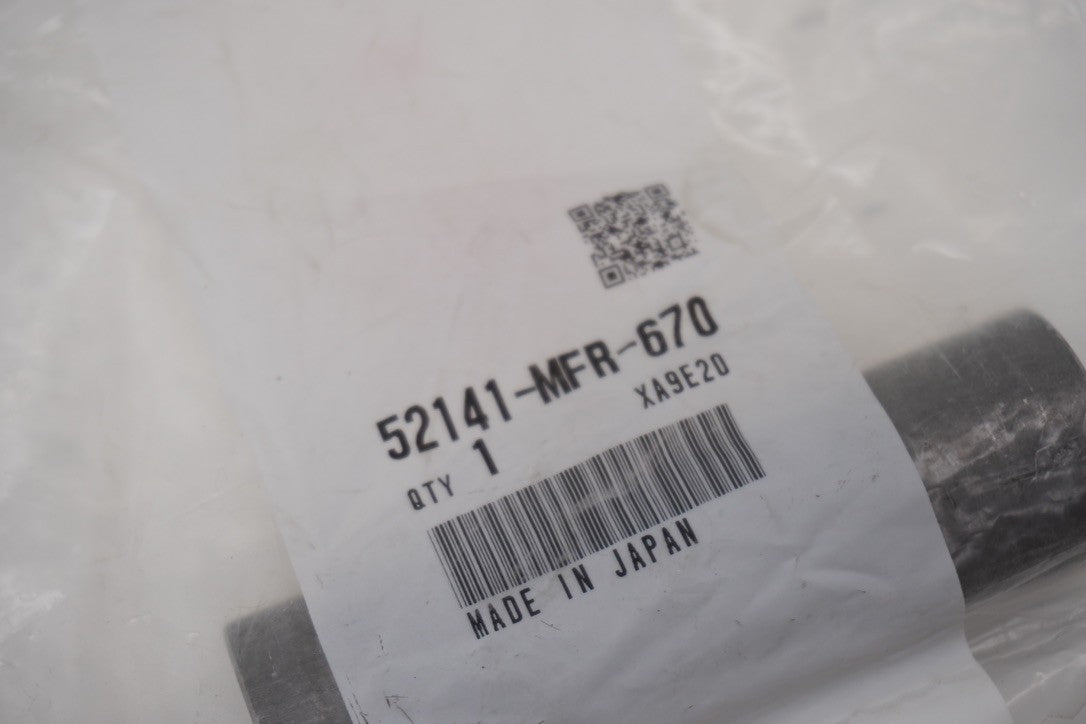 52141-MFR-670
XA9E20
QTY 1
MADE IN JAPAN